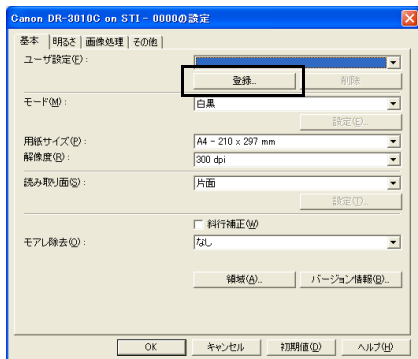 Canon DR-3010C on STI - 0000の設定
基本 明るさ 画像処理 その他
ユーザ設定(F):
登録... 削除
モード(M): 白黒
設定(E)...
用紙サイズ(P): A4 - 210 x 297 mm
解像度(R): 300 dpi
読み取り面(S): 片面
設定(T)...
斜行補正(W)
モアレ除去(O): なし
領域(A)... バージョン情報(B)...
OK キャンセル 初期値(D) ヘルプ(H)